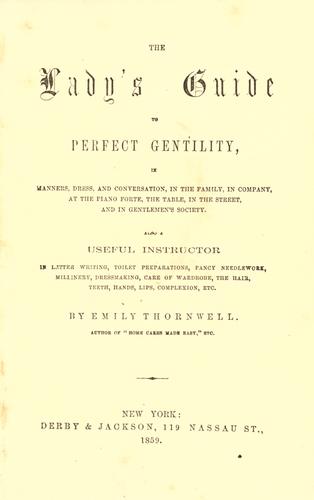 THE
Lady's Guide
TO
PERFECT GENTILITY,
IN
MANNERS, DRESS, AND CONVERSATION, IN THE FAMILY, IN COMPANY,
AT THE PIANO FORTE, THE TABLE, IN THE STREET,
AND IN GENTLEMEN'S SOCIETY.
ALSO A
USEFUL INSTRUCTOR
IN LETTER WRITING, TOILET PREPARATIONS, FANCY NEEDLEWORK,
MILLINERY, DRESSMAKING, CARE OF WARDROBE, THE HAIR,
TEETH, HANDS, LIPS, COMPLEXION, ETC.
BY EMILY THORNWELL.
AUTHOR OF "HOME CARES MADE EASY," ETC.
NEW YORK:
DERBY & JACKSON, 119 NASSAU ST.,
1859.